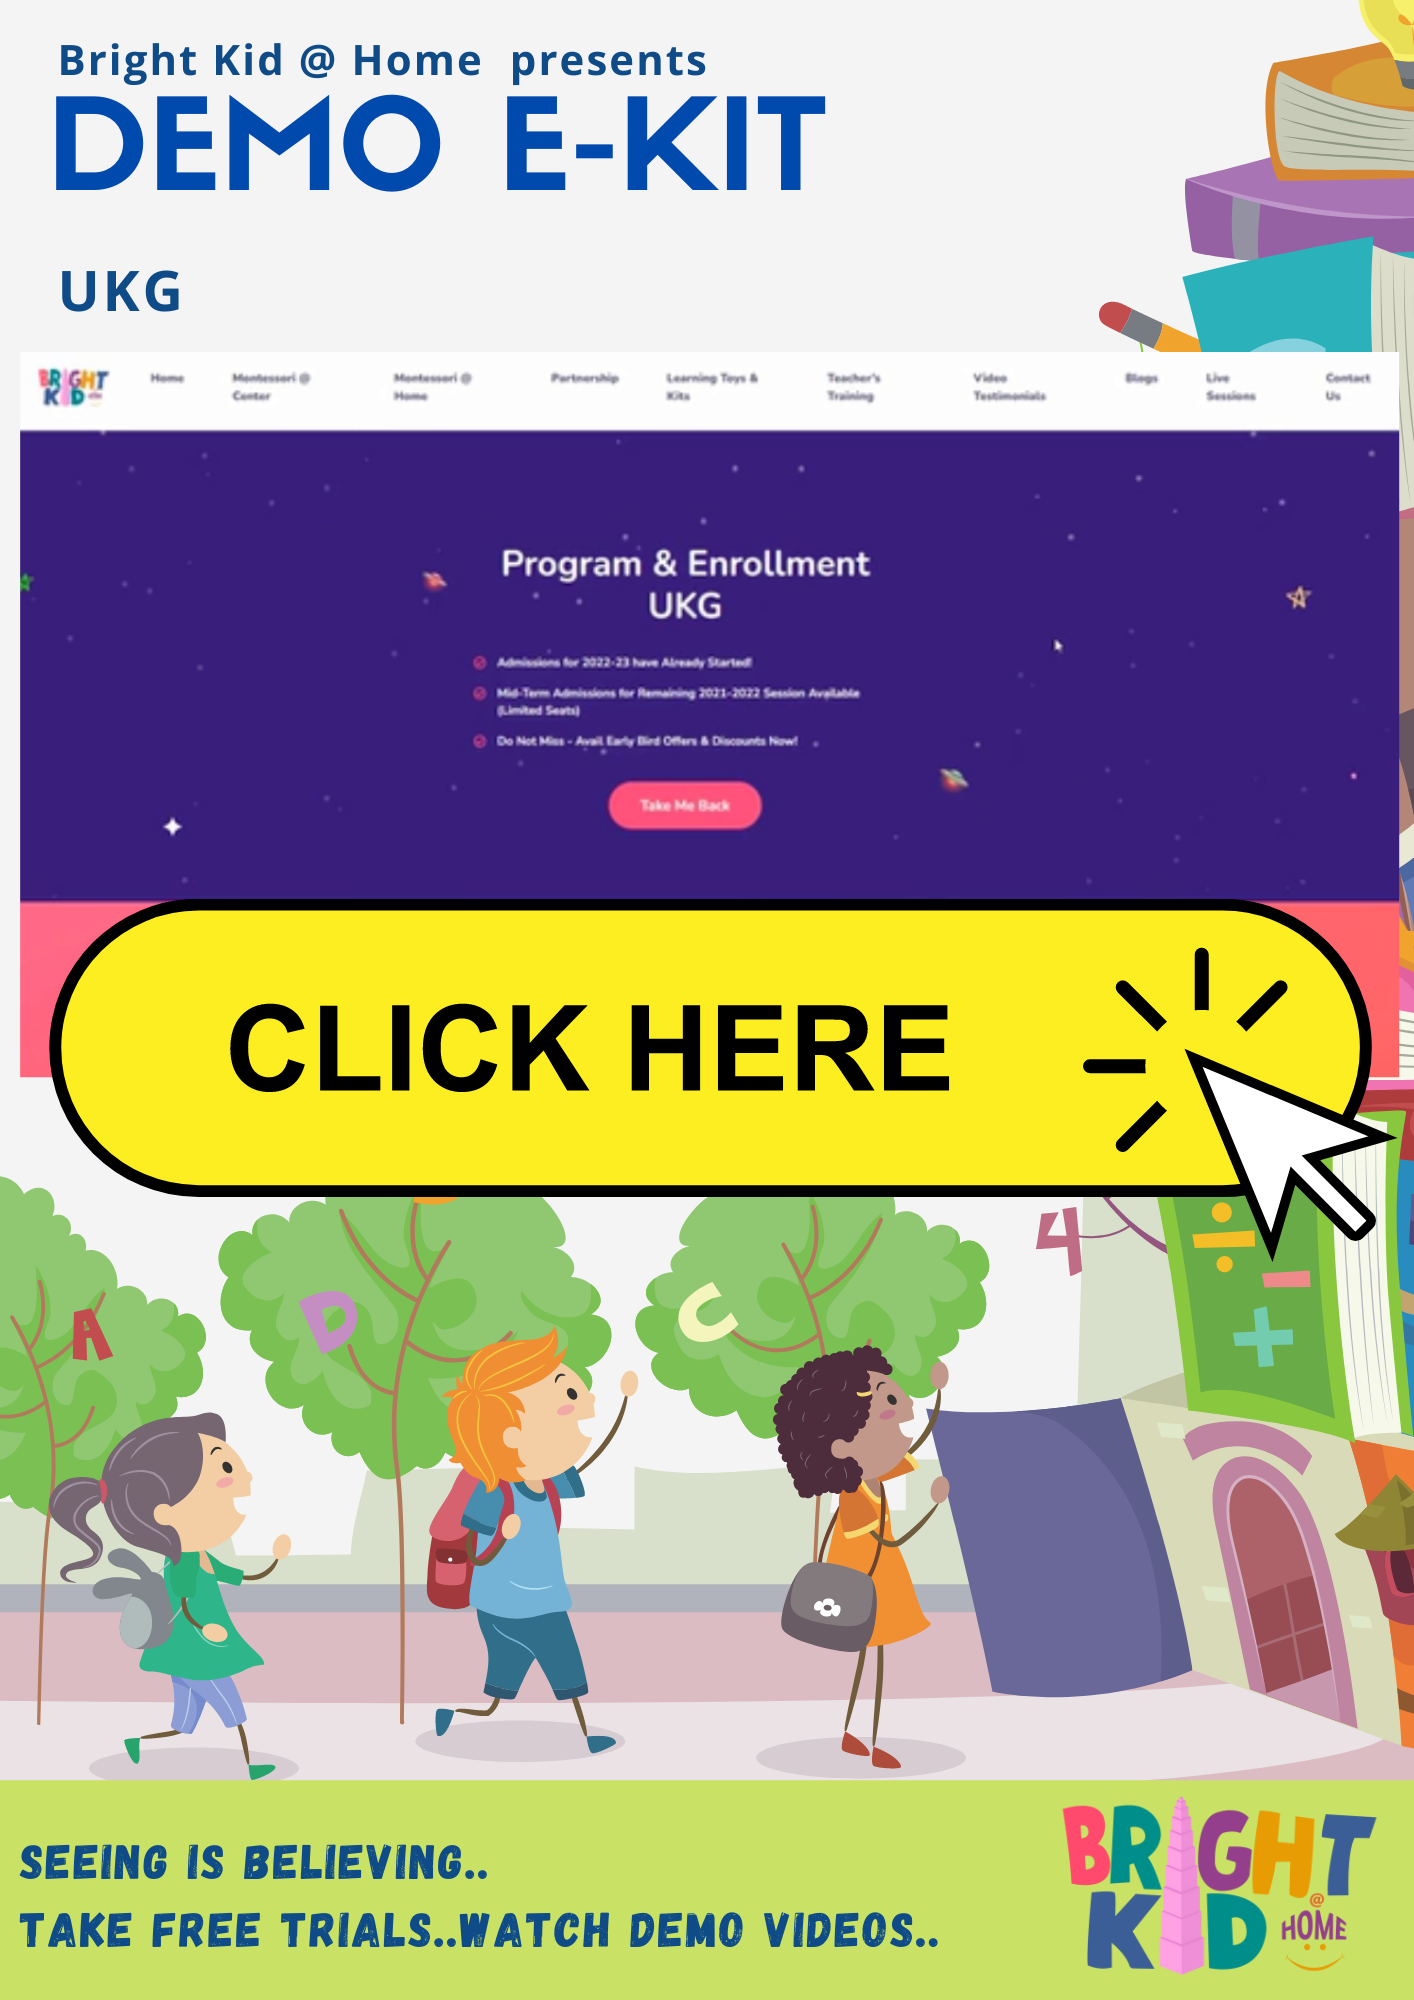 Bright Kid @ Home presents
DEMO E-KIT
UKG
BRIGHT
KID
Home
Montessori @
Center
Montessori @
Home
Partnership
Learning Toys &
Kits
Teacher's
Training
Video
Testimonials
Blogs
Live
Sessions
Contact
Us
Program & Enrollment
UKG
Admissions for 2022-23 have Already Started!
Mid-Term Admissions for Remaining 2021-2022 Session Available
(Limited Seats)
Do Not Miss - Avail Early Bird Offers & Discounts Now!
Take Me Back
CLICK HERE
4
÷
-
+
A
D
C
SEEING IS BELIEVING..
TAKE FREE TRIALS..WATCH DEMO VIDEOS..
BRIGHT
KID
@
HOME